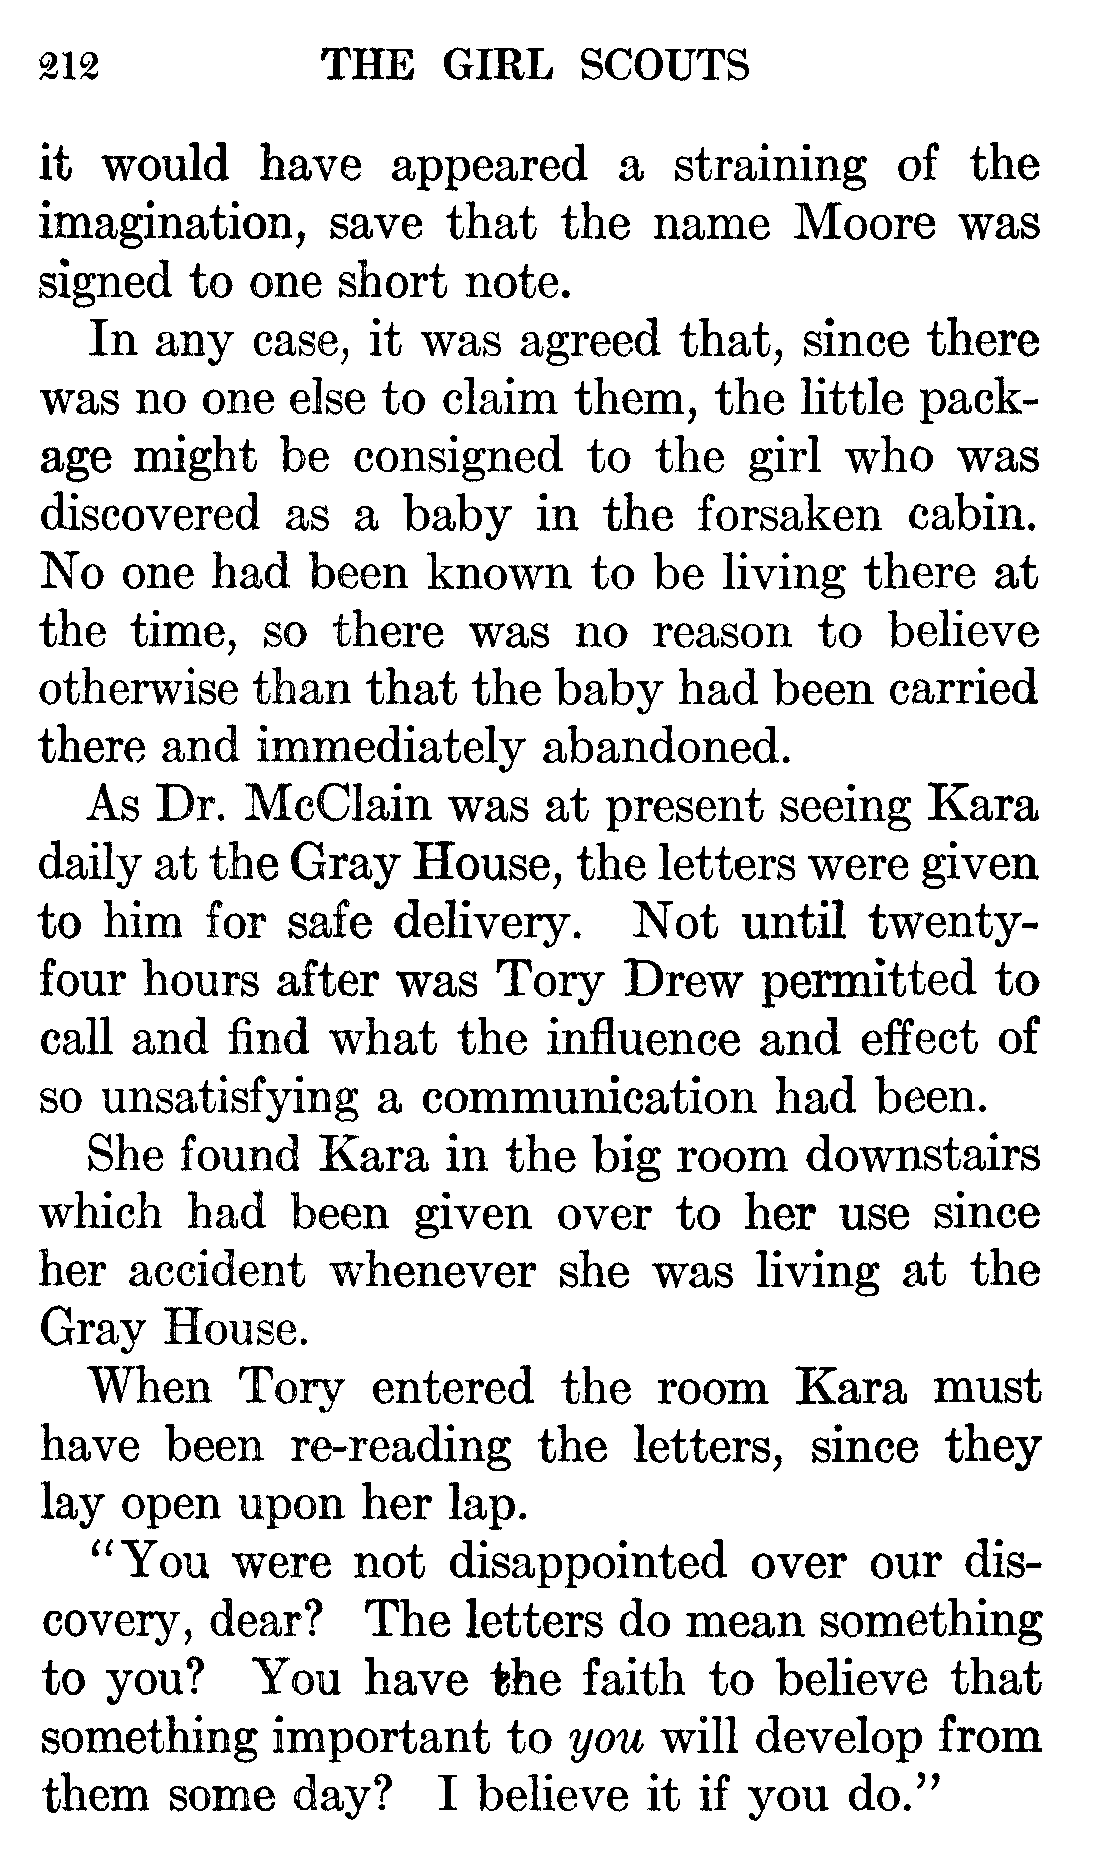 212 THE GIRL SCOUTS
it would have appeared a straining of the
imagination, save that the name Moore was
signed to one short note.
In any case, it was agreed that, since there
was no one else to claim them, the little pack-
age might be consigned to the girl who was
discovered as a baby in the forsaken cabin.
No one had been known to be living there at
the time, so there was no reason to believe
otherwise than that the baby had been carried
there and immediately abandoned.
As Dr. McClain was at present seeing Kara
daily at the Gray House, the letters were given
to him for safe delivery. Not until twenty-
four hours after was Tory Drew permitted to
call and find what the influence and effect of
so unsatisfying a communication had been.
She found Kara in the big room downstairs
which had been given over to her use since
her accident whenever she was living at the
Gray House.
When Tory entered the room Kara must
have been re-reading the letters, since they
lay open upon her lap.
"You were not disappointed over our dis-
covery, dear? The letters do mean something
to you? You have the faith to believe that
something important to you will develop from
them some day? I believe it if you do."